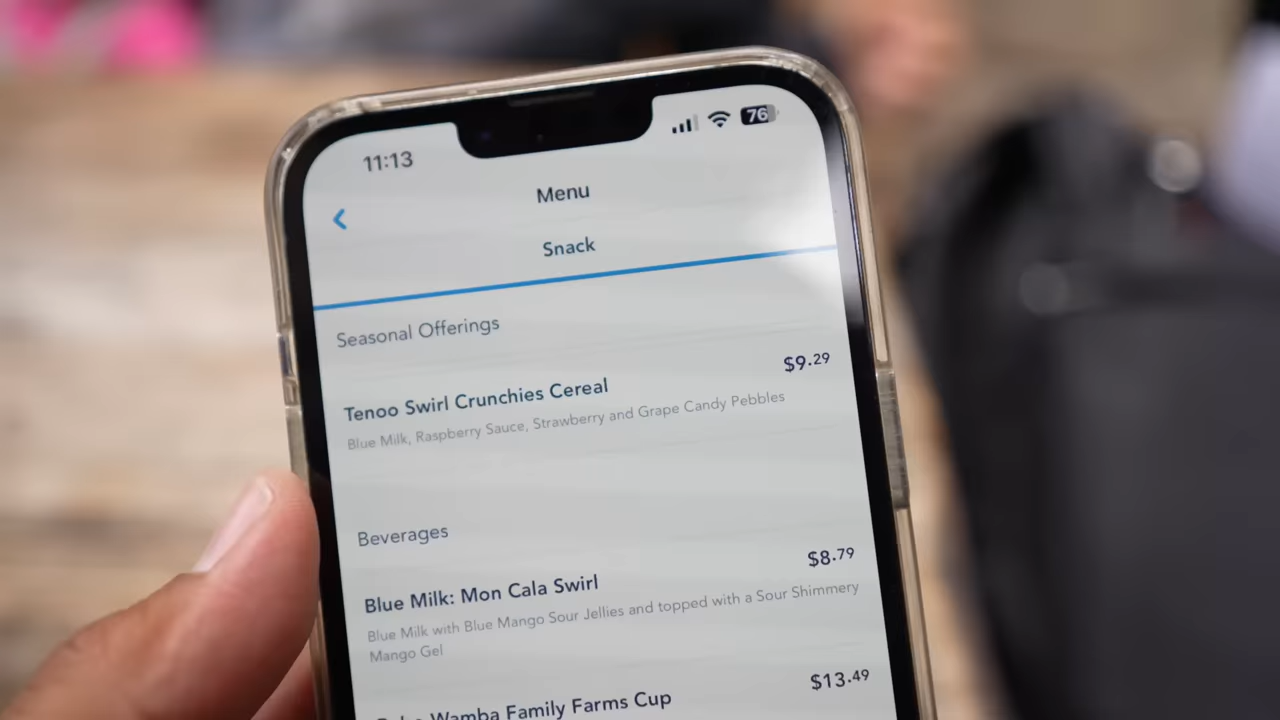 11:13
76
Menu
Snack
Seasonal Offerings
$9.29
Tenoo Swirl Crunchies Cereal
Blue Milk, Raspberry Sauce, Strawberry and Grape Candy Pebbles
Beverages
$8.79
Blue Milk: Mon Cala Swirl
Blue Milk with Blue Mango Sour Jellies and topped with a Sour Shimmery
Mango Gel
$13.49
Wamba Family Farms Cup